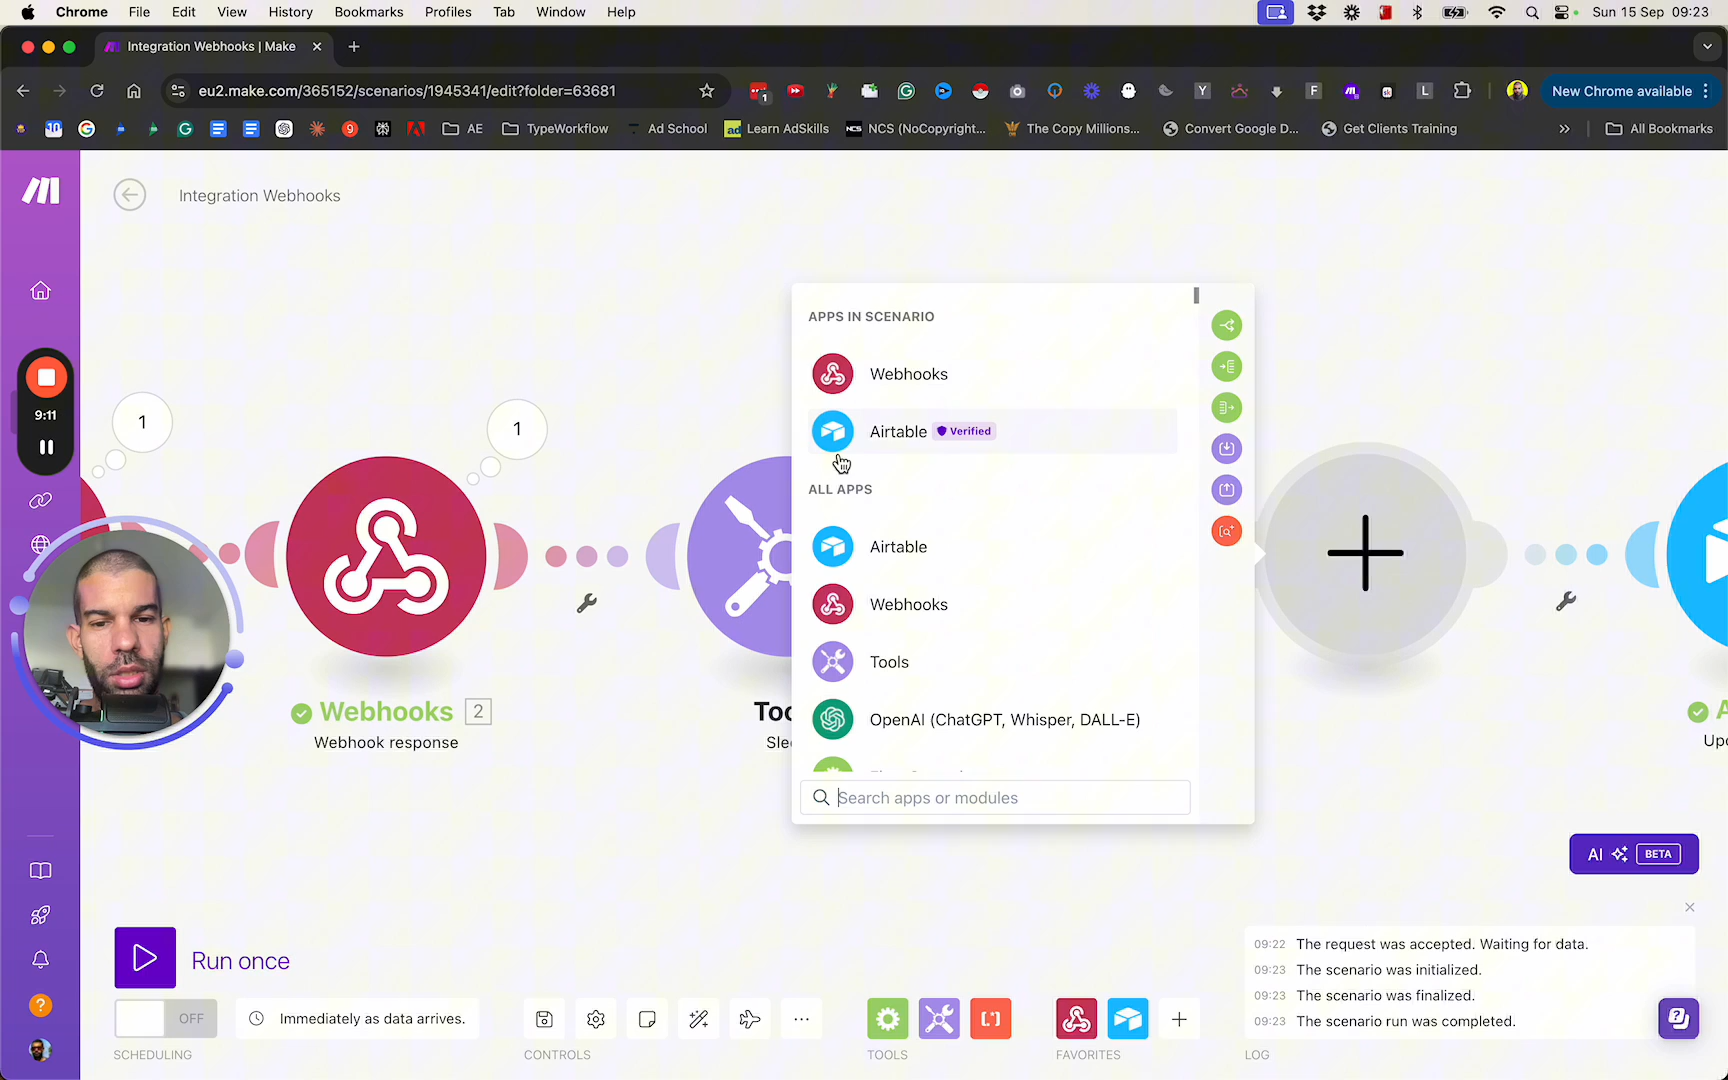 Chrome File Edit View History Bookmarks Profiles Tab Window Help Sun 15 Sep 09:23
Integration Webhooks | Make
eu2.make.com/365152/scenarios/1945341/edit?folder=63681
1
New Chrome available
AE
TypeWorkflow
Ad School
Learn AdSkills
NCS (NoCopyright...
The Copy Millions...
Convert Google D...
Get Clients Training
All Bookmarks
Integration Webhooks
9:11
1
1
APPS IN SCENARIO
Webhooks
Airtable Verified
ALL APPS
Airtable
Webhooks
Tools
OpenAI (ChatGPT, Whisper, DALL-E)
Search apps or modules
Webhooks 2
Webhook response
AI BETA
Run once
OFF
Immediately as data arrives.
SCHEDULING
CONTROLS
TOOLS
FAVORITES
LOG
09:22 The request was accepted. Waiting for data.
09:23 The scenario was initialized.
09:23 The scenario was finalized.
09:23 The scenario run was completed.